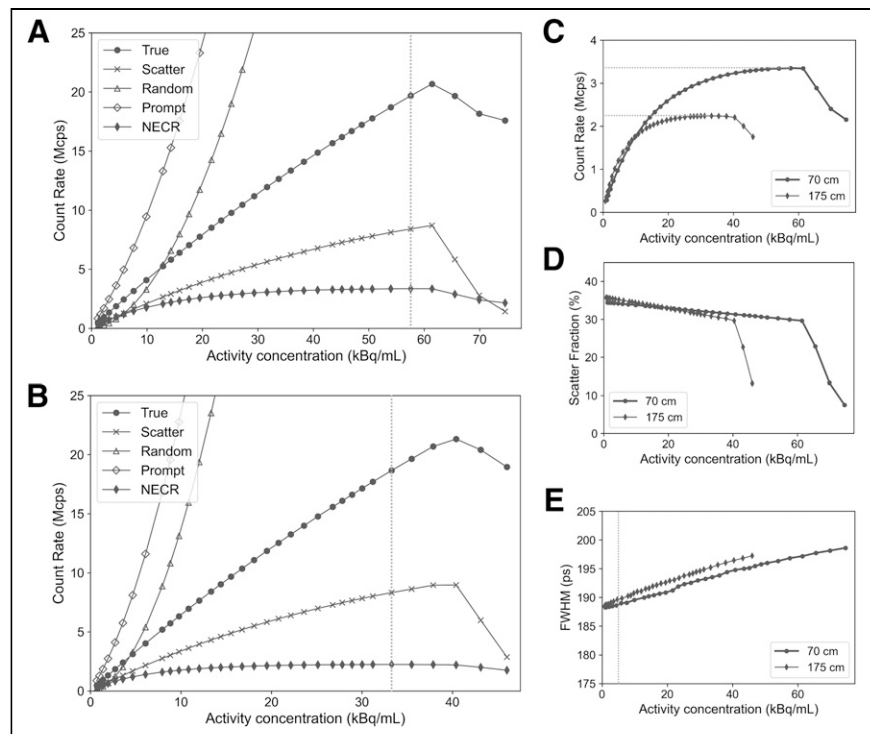 A
25
20
15
10
5
0
Count Rate (Mcps)
True
Scatter
Random
Prompt
NECR
0 10 20 30 40 50 60 70
Activity concentration (kBq/mL)
B
25
20
15
10
5
0
Count Rate (Mcps)
True
Scatter
Random
Prompt
NECR
0 10 20 30 40
Activity concentration (kBq/mL)
C
4
3
2
1
0
Count Rate (Mcps)
70 cm
175 cm
0 20 40 60
Activity concentration (kBq/mL)
D
40
30
20
10
0
Scatter Fraction (%)
70 cm
175 cm
0 20 40 60
Activity concentration (kBq/mL)
E
205
200
195
190
185
180
175
FWHM (ps)
70 cm
175 cm
0 20 40 60
Activity concentration (kBq/mL)